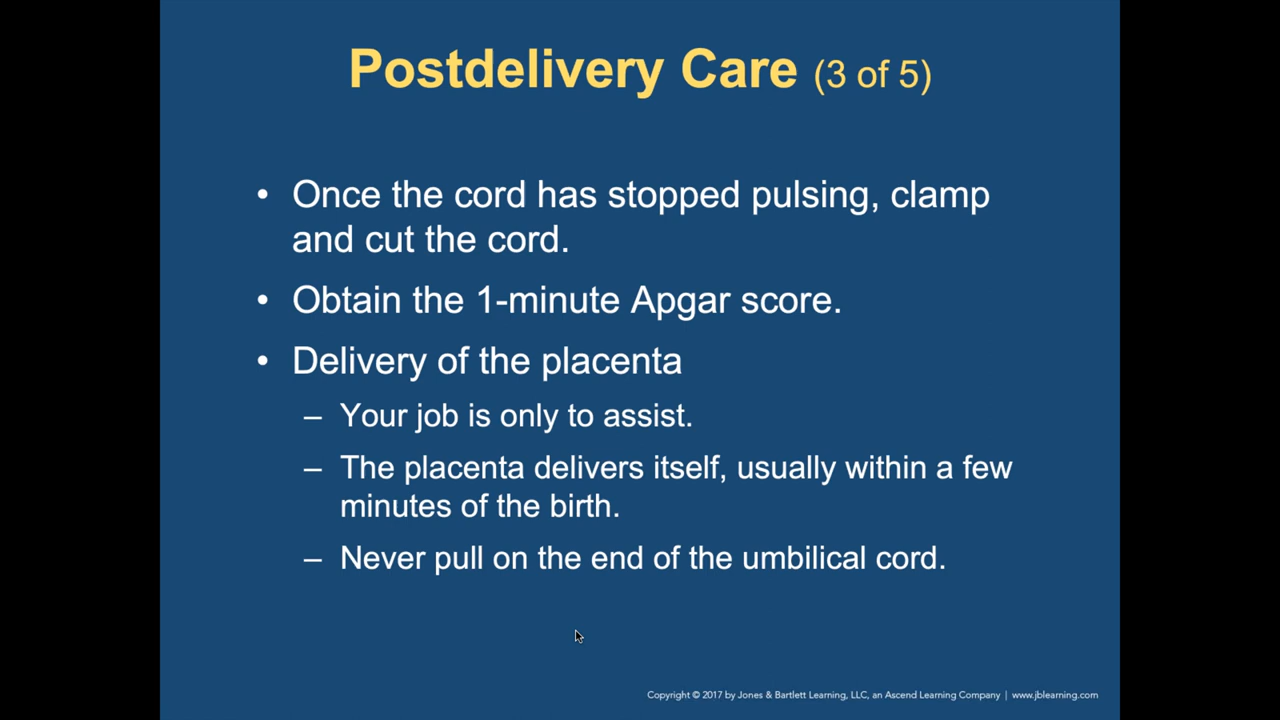 Postdelivery Care (3 of 5)
• Once the cord has stopped pulsing, clamp
and cut the cord.
• Obtain the 1-minute Apgar score.
• Delivery of the placenta
– Your job is only to assist.
– The placenta delivers itself, usually within a few
minutes of the birth.
– Never pull on the end of the umbilical cord.
Copyright © 2017 by Jones & Bartlett Learning, LLC, an Ascend Learning Company | www.jblearning.com